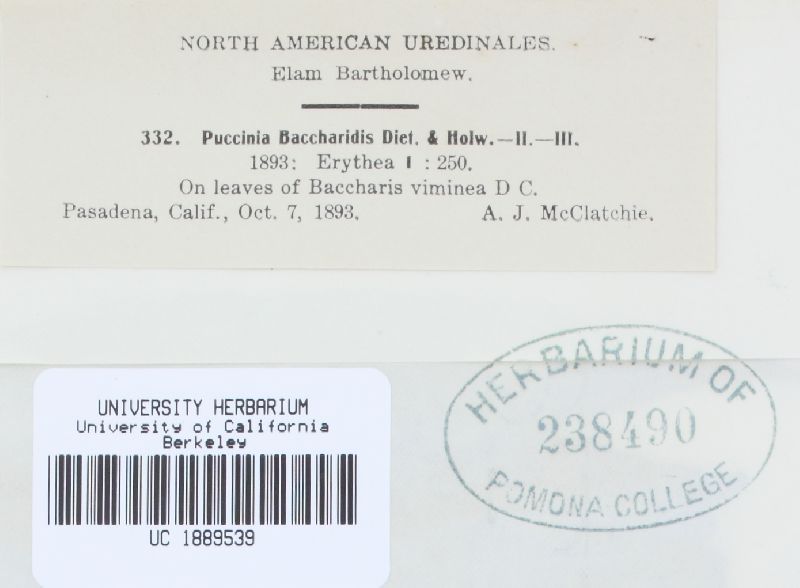 NORTH AMERICAN UREDINALES.
Elam Bartholomew.
332. Puccinia Baccharidis Diet. & Holw.—II.—III.
1893: Erythea I : 250.
On leaves of Baccharis viminea D C.
Pasadena, Calif., Oct. 7, 1893. A. J. McClatchie.
UNIVERSITY HERBARIUM
University of California
Berkeley
UC 1889539
HERBARIUM OF
238490
POMONA COLLEGE